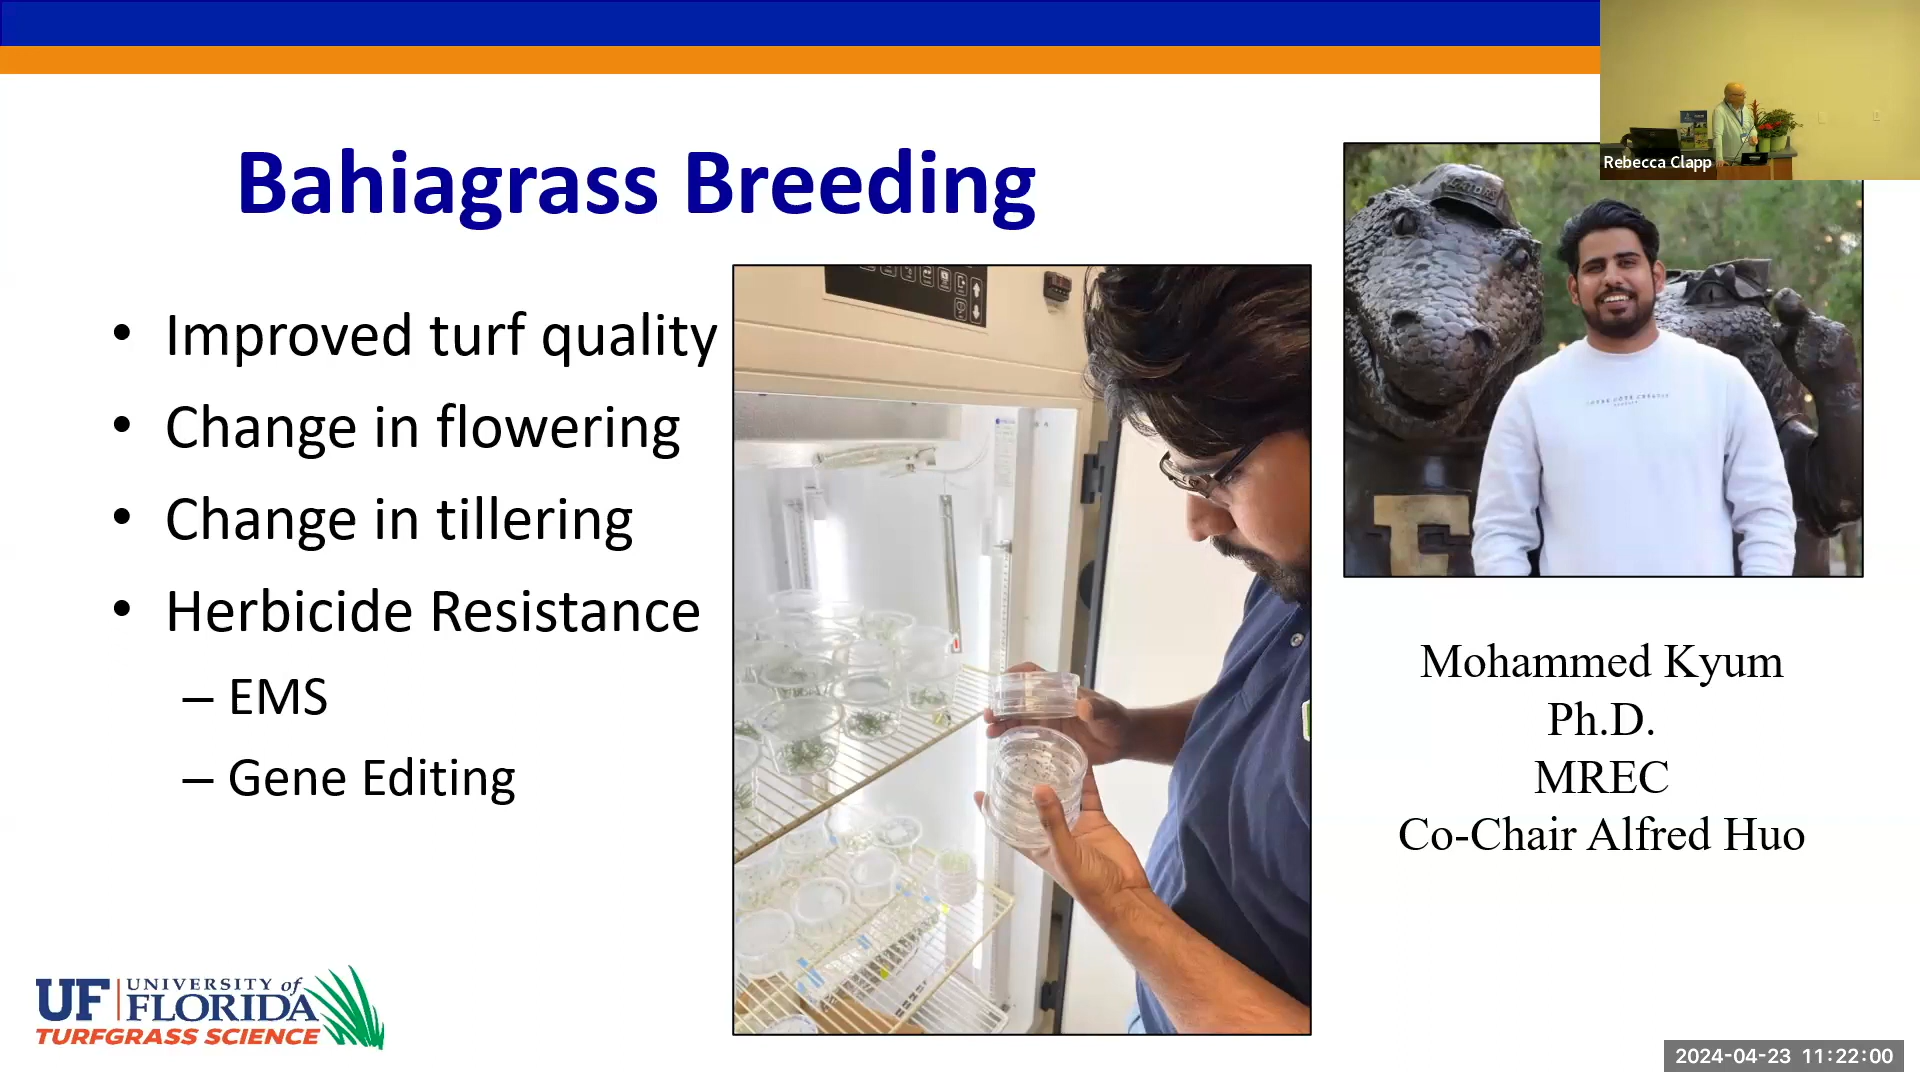 Bahiagrass Breeding
• Improved turf quality
• Change in flowering
• Change in tillering
• Herbicide Resistance
– EMS
– Gene Editing
Rebecca Clapp
GATORS
Mohammed Kyum
Ph.D.
MREC
Co-Chair Alfred Huo
UF UNIVERSITY of
FLORIDA
TURFGRASS SCIENCE
2024-04-23 11:22:00